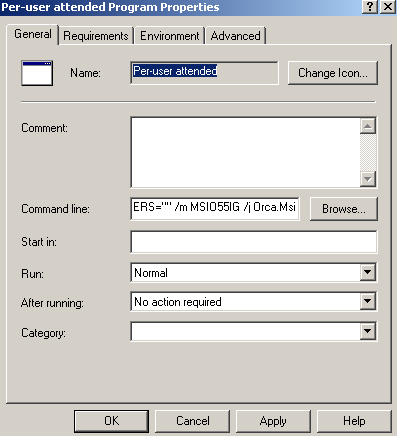 Per-user attended Program Properties
General Requirements Environment Advanced
Name: Per-user attended Change Icon...
Comment:
Command line: ERS="" /m MSIO55IG /j Orca.Msi Browse...
Start in:
Run: Normal
After running: No action required
Category:
OK Cancel Apply Help